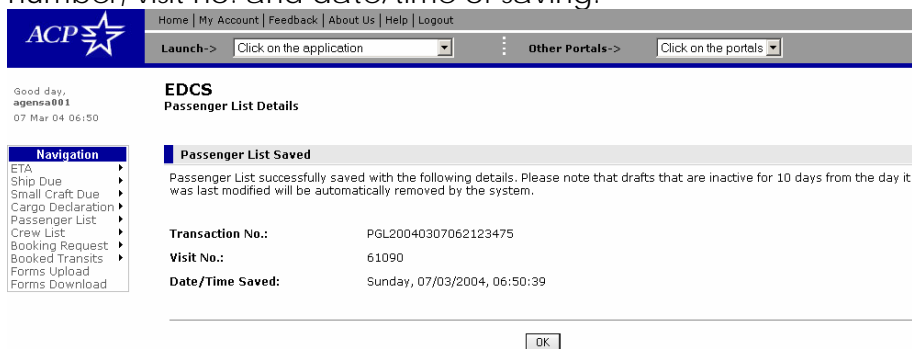 number, visit no. and date/time of saving.
Home | My Account | Feedback | About Us | Help | Logout
ACP
Launch-> Click on the application Other Portals-> Click on the portals
Good day,
agensa001
07 Mar 04 06:50
EDCS
Passenger List Details
Navigation
ETA
Ship Due
Small Craft Due
Cargo Declaration
Passenger List
Crew List
Booking Request
Booked Transits
Forms Upload
Forms Download
Passenger List Saved
Passenger List successfully saved with the following details. Please note that drafts that are inactive for 10 days from the day it
was last modified will be automatically removed by the system.
Transaction No.: PGL20040307062123475
Visit No.: 61090
Date/Time Saved: Sunday, 07/03/2004, 06:50:39
OK